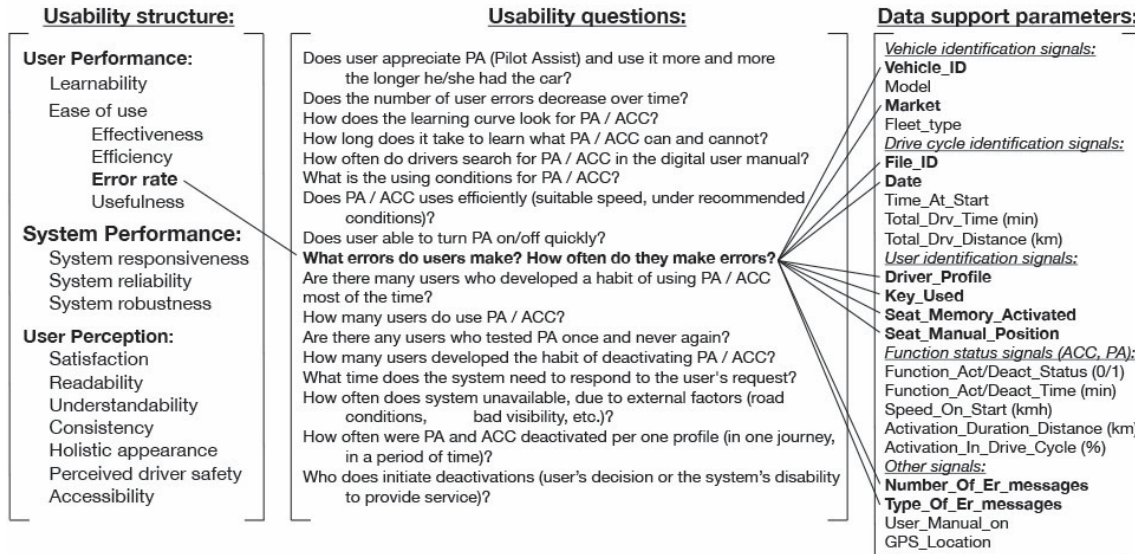 Usability structure:
User Performance:
Learnability
Ease of use
Effectiveness
Efficiency
Error rate
Usefulness
System Performance:
System responsiveness
System reliability
System robustness
User Perception:
Satisfaction
Readability
Understandability
Consistency
Holistic appearance
Perceived driver safety
Accessibility
Usability questions:
Does user appreciate PA (Pilot Assist) and use it more and more
the longer he/she had the car?
Does the number of user errors decrease over time?
How does the learning curve look for PA / ACC?
How long does it take to learn what PA / ACC can and cannot?
How often do drivers search for PA / ACC in the digital user manual?
What is the using conditions for PA / ACC?
Does PA / ACC uses efficiently (suitable speed, under recommended
conditions)?
Does user able to turn PA on/off quickly?
What errors do users make? How often do they make errors?
Are there many users who developed a habit of using PA / ACC
most of the time?
How many users do use PA / ACC?
Are there any users who tested PA once and never again?
How many users developed the habit of deactivating PA / ACC?
What time does the system need to respond to the user's request?
How often does system unavailable, due to external factors (road
conditions, bad visibility, etc.)?
How often were PA and ACC deactivated per one profile (in one journey,
in a period of time)?
Who does initiate deactivations (user's decision or the system's disability
to provide service)?
Data support parameters:
Vehicle identification signals:
Vehicle_ID
Model
Market
Fleet_type
Drive cycle identification signals:
File_ID
Date
Time_At_Start
Total_Drv_Time (min)
Total_Drv_Distance (km)
User identification signals:
Driver_Profile
Key_Used
Seat_Memory_Activated
Seat_Manual_Position
Function status signals (ACC, PA):
Function_Act/Deact_Status (0/1)
Function_Act/Deact_Time (min)
Speed_On_Start (kmh)
Activation_Duration_Distance (km)
Activation_In_Drive_Cycle (%)
Other signals:
Number_Of_Er_messages
Type_Of_Er_messages
User_Manual_on
GPS_Location